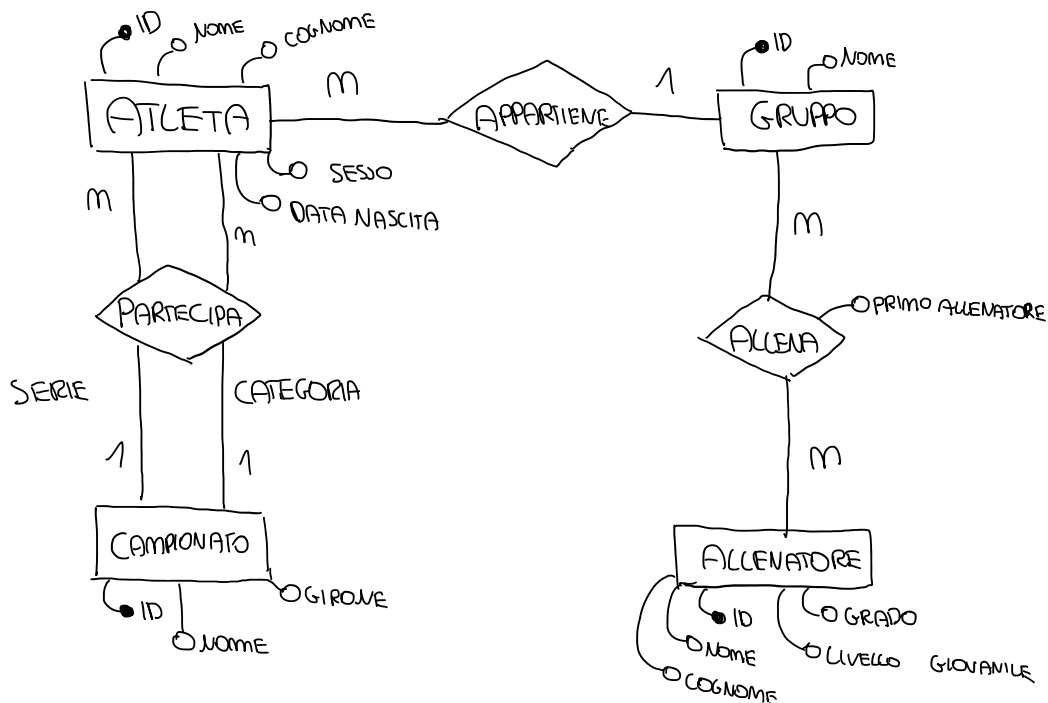 ID
NOME
COGNOME
ATLETA
M
APPARTIENE
1
ID
NOME
GRUPPO
SESSO
DATA NASCITA
M
M
M
PARTECIPA
PRIMO ALLENATORE
ALLENA
SERIE
CATEGORIA
1
1
M
CAMPIONATO
GIRONE
ID
NOME
ALLENATORE
ID
GRADO
NOME
LIVELLO GIOVANILE
COGNOME